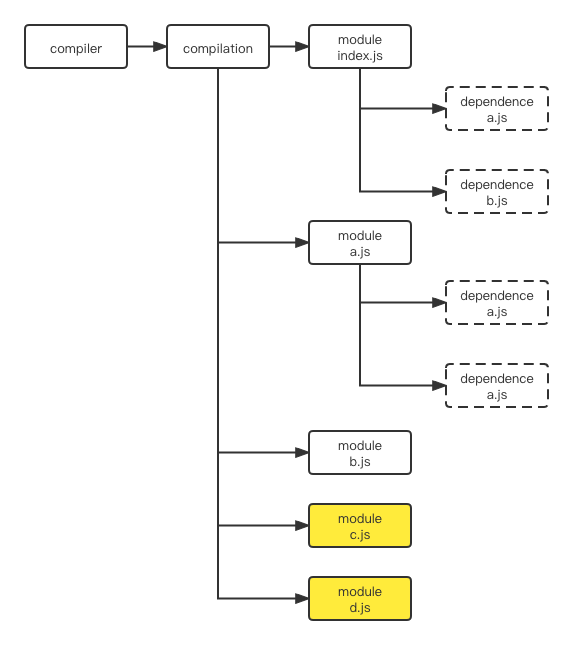 compiler
compilation
module
index.js
dependence
a.js
dependence
b.js
module
a.js
dependence
a.js
dependence
a.js
module
b.js
module
c.js
module
d.js